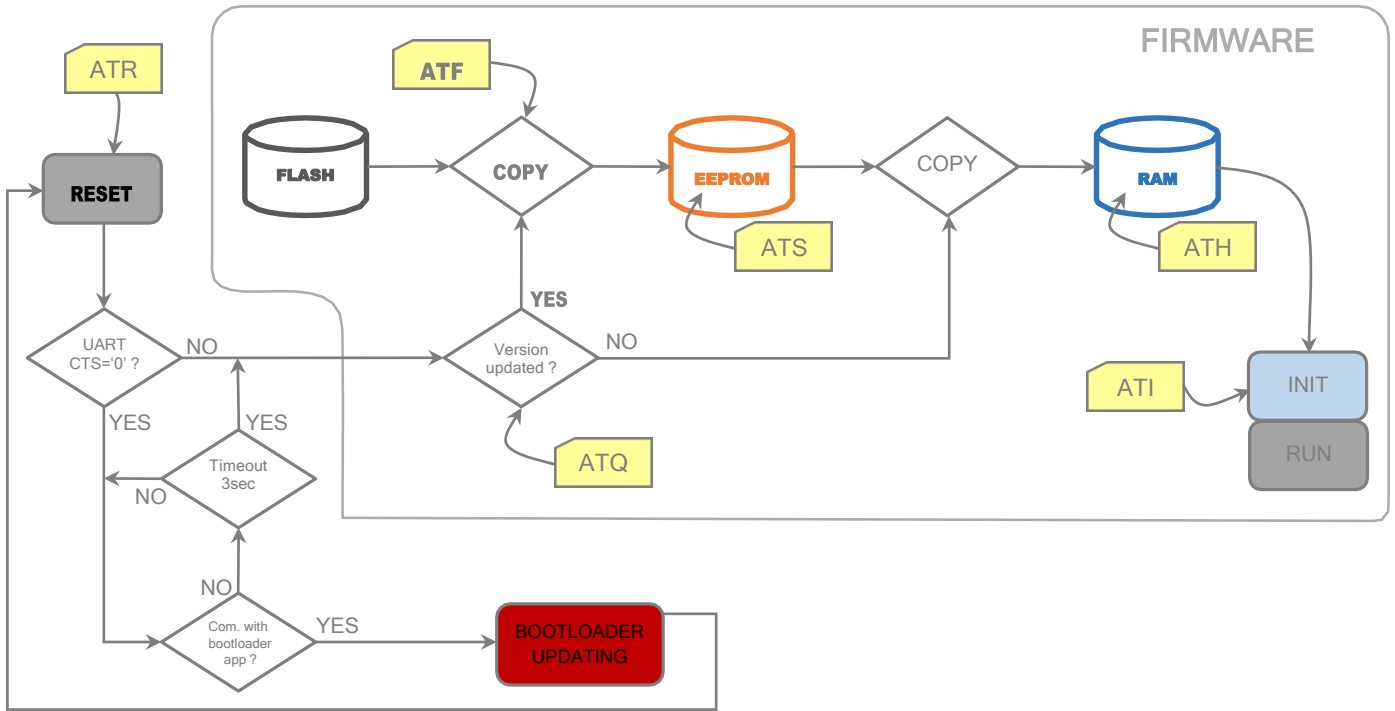 FIRMWARE
ATR
ATF
FLASH
COPY
EEPROM
COPY
RAM
RESET
ATS
ATH
YES
UART
CTS=‘0’ ?
NO
Version
updated ?
NO
ATI
INIT
YES
YES
RUN
Timeout
3sec
NO
ATQ
NO
Com. with
bootloader
app ?
YES
BOOTLOADER
UPDATING